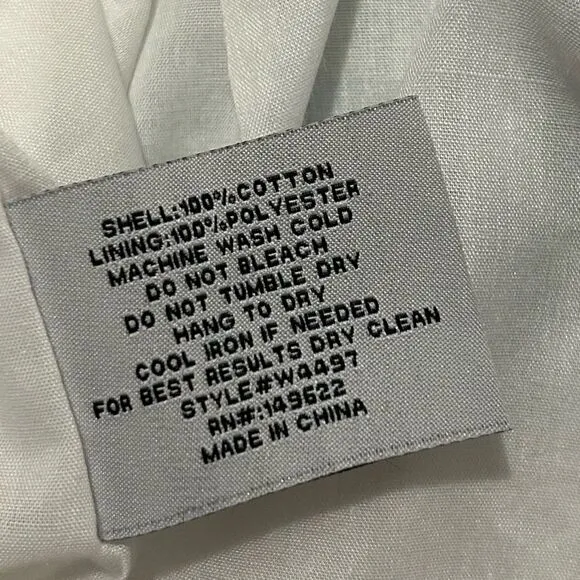 SHELL:100%COTTON
LINING:100%POLYESTER
MACHINE WASH COLD
DO NOT BLEACH
DO NOT TUMBLE DRY
HANG TO DRY
COOL IRON IF NEEDED
FOR BEST RESULTS DRY CLEAN
STYLE#W4497
RN#:149622
MADE IN CHINA